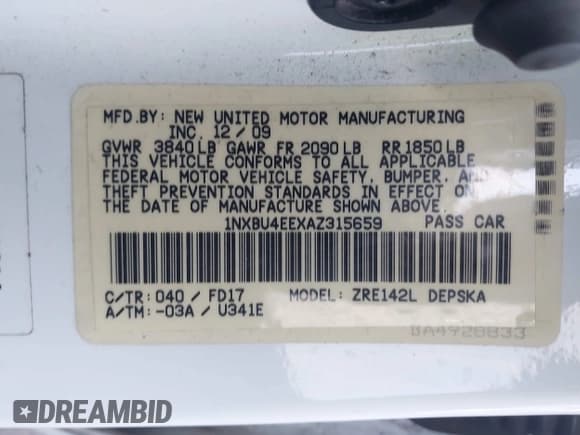 MFD.BY: NEW UNITED MOTOR MANUFACTURING
INC. 12 / 09
GVWR 3840 LB GAWR FR 2090 LB RR 1850 LB
THIS VEHICLE CONFORMS TO ALL APPLICABLE
FEDERAL MOTOR VEHICLE SAFETY, BUMPER, AND
THEFT PREVENTION STANDARDS IN EFFECT ON
THE DATE OF MANUFACTURE SHOWN ABOVE.
1NXBU4EEXAZ315659 PASS CAR
C/TR: 040 / FD17 MODEL: ZRE142L DEPSKA
A/TM: -03A / U341E
BA4928833
DREAMBID